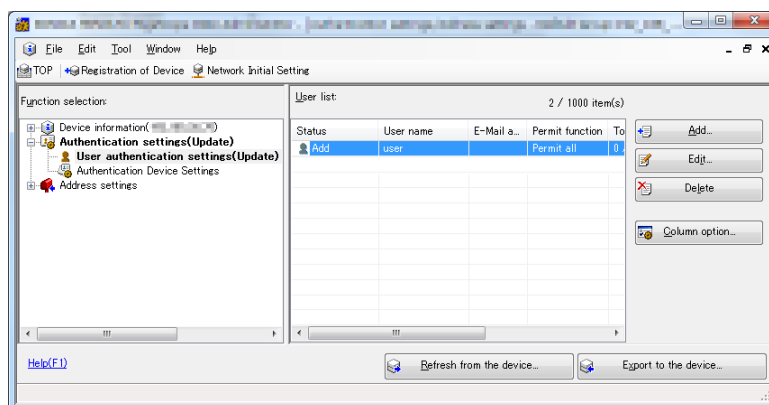 File Edit Tool Window Help
TOP Registration of Device Network Initial Setting
Function selection:
Device information(
Authentication settings(Update)
User authentication settings(Update)
Authentication Device Settings
Address settings
User list:
2 / 1000 item(s)
Status User name E-Mail a... Permit function To
Add user Permit all 0
Add...
Edit...
Delete
Column option...
Help(F1)
Refresh from the device...
Export to the device...